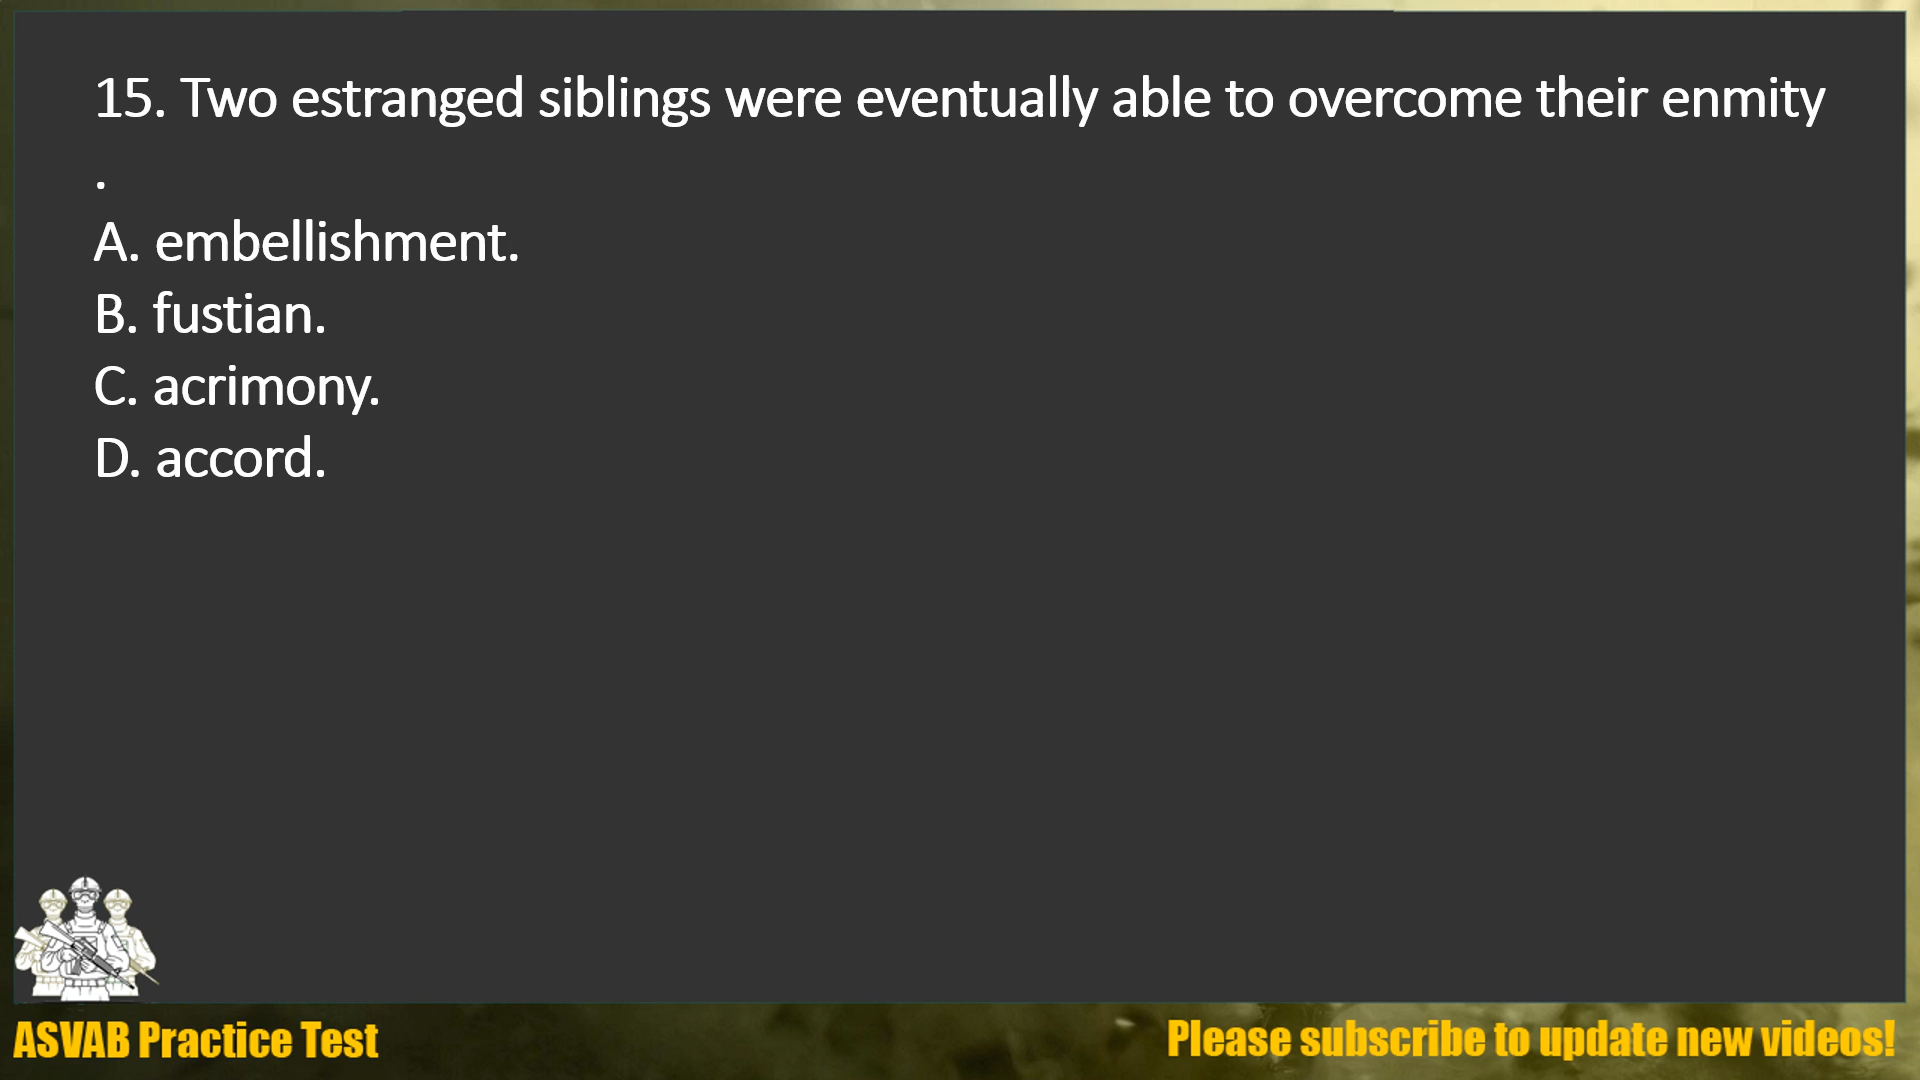 15. Two estranged siblings were eventually able to overcome their enmity
.
A. embellishment.
B. fustian.
C. acrimony.
D. accord.
ASVAB Practice Test
Please subscribe to update new videos!